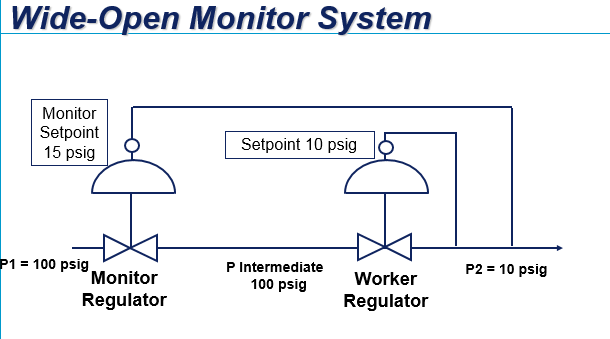 Wide-Open Monitor System
Monitor
Setpoint
15 psig
Setpoint 10 psig
P1 = 100 psig
Monitor
Regulator
P Intermediate
100 psig
Worker
Regulator
P2 = 10 psig